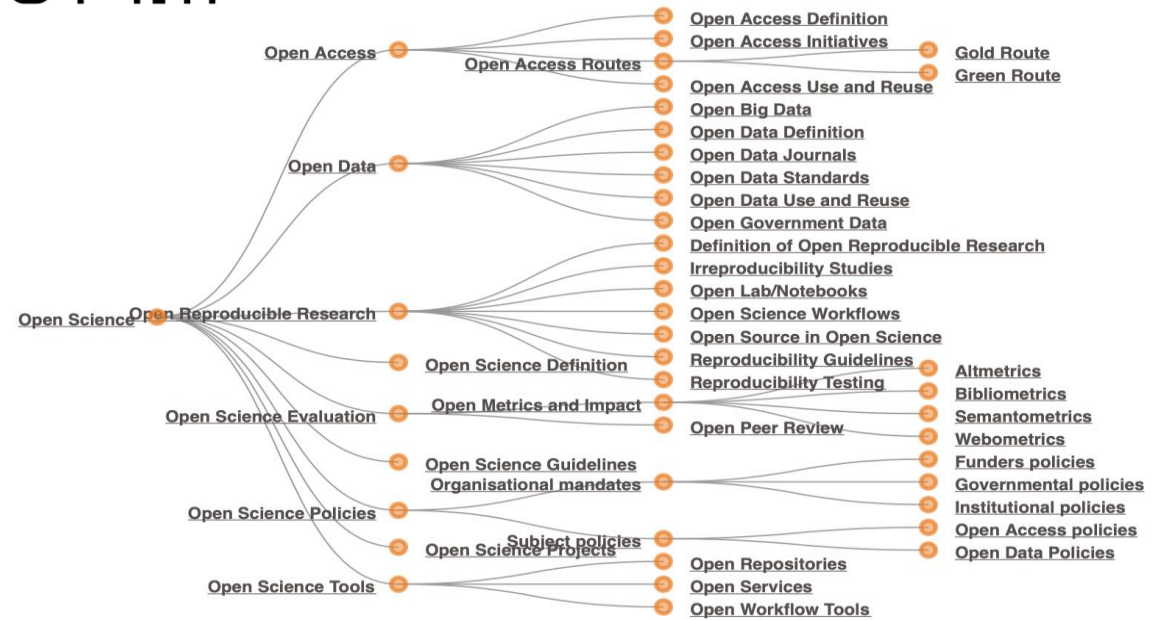 Open Science
Open Access
Open Access Definition
Open Access Initiatives
Open Access Routes
Gold Route
Green Route
Open Access Use and Reuse
Open Data
Open Big Data
Open Data Definition
Open Data Journals
Open Data Standards
Open Data Use and Reuse
Open Government Data
Open Reproducible Research
Definition of Open Reproducible Research
Irreproducibility Studies
Open Lab/Notebooks
Open Science Workflows
Open Source in Open Science
Reproducibility Guidelines
Reproducibility Testing
Open Science Definition
Open Science Evaluation
Open Metrics and Impact
Altmetrics
Bibliometrics
Semantometrics
Webometrics
Open Peer Review
Open Science Guidelines
Open Science Policies
Organisational mandates
Funders policies
Governmental policies
Institutional policies
Subject policies
Open Access policies
Open Data Policies
Open Science Projects
Open Science Tools
Open Repositories
Open Services
Open Workflow Tools